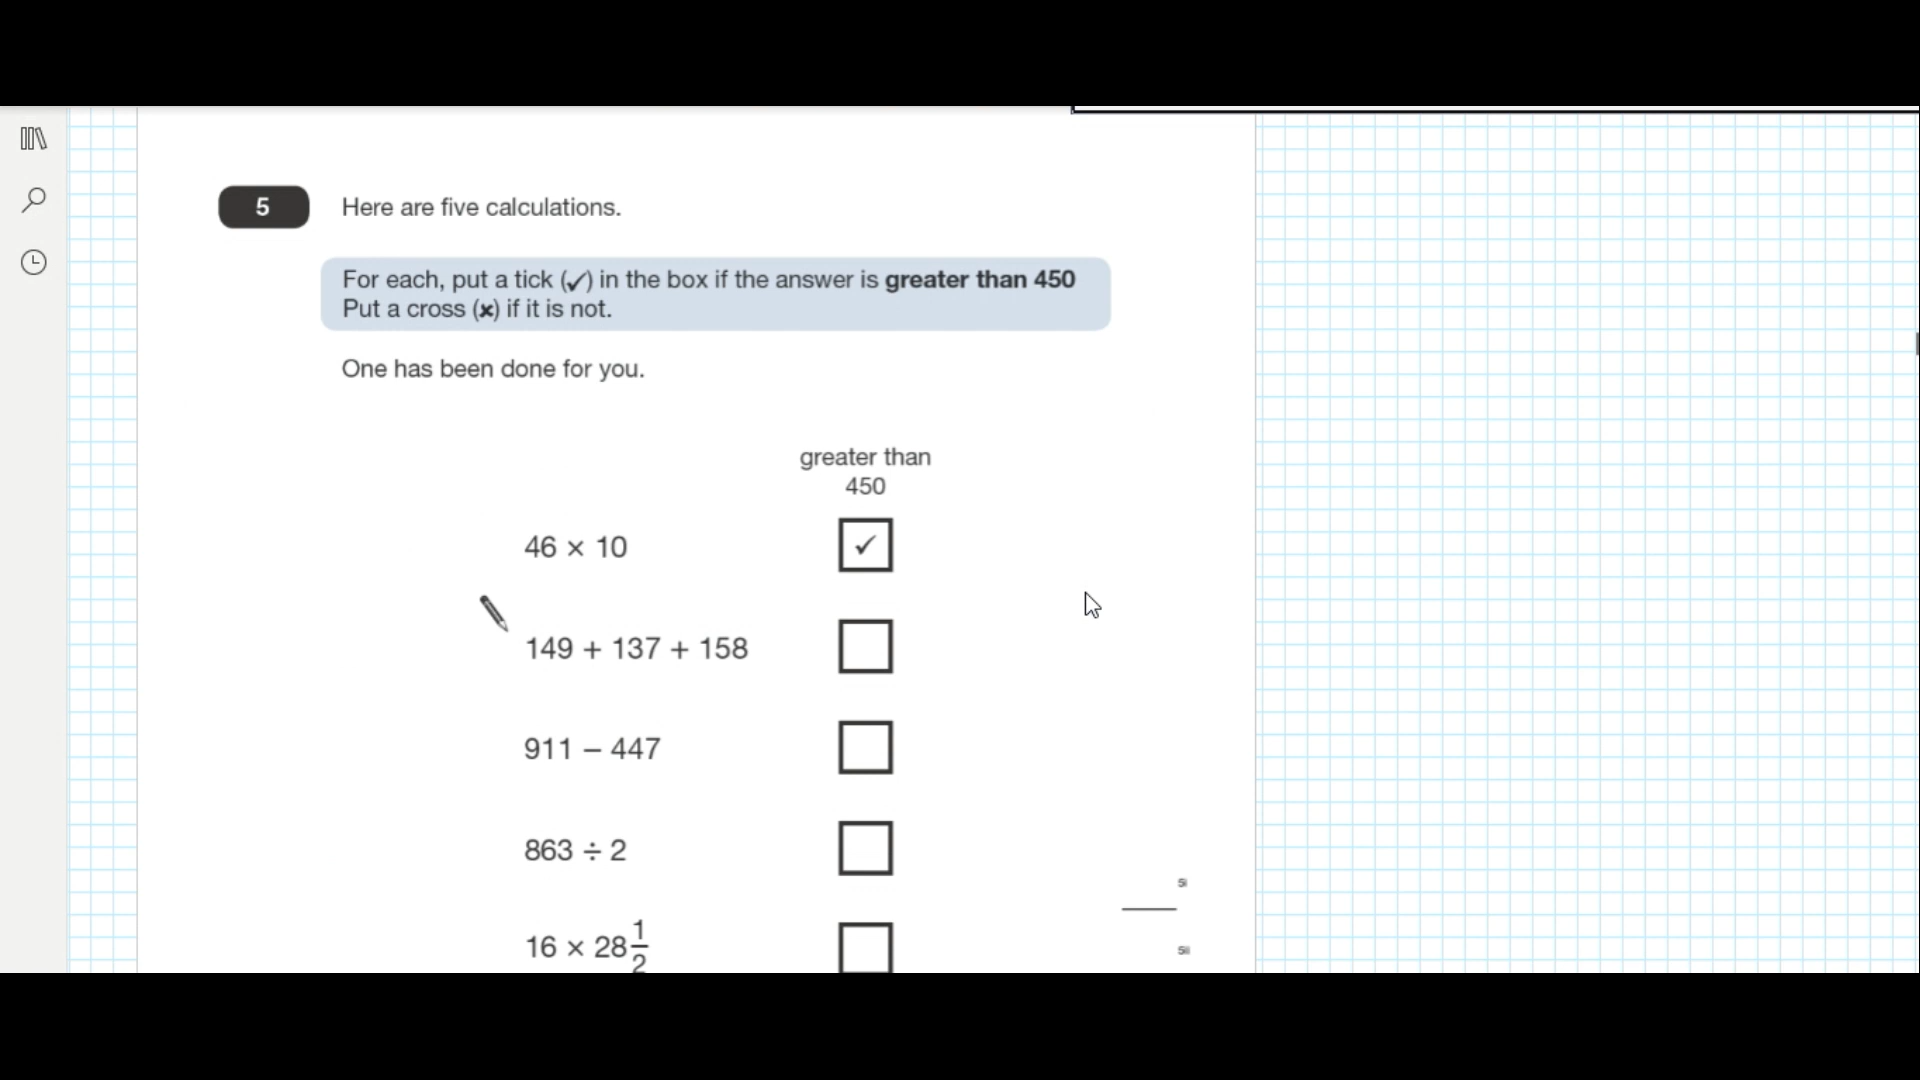 5 Here are five calculations.
For each, put a tick (✓) in the box if the answer is greater than 450
Put a cross (✘) if it is not.
One has been done for you.
greater than
450
46 × 10 ✓
149 + 137 + 158
911 – 447
863 ÷ 2
5i
16 × 28 1/2
5ii